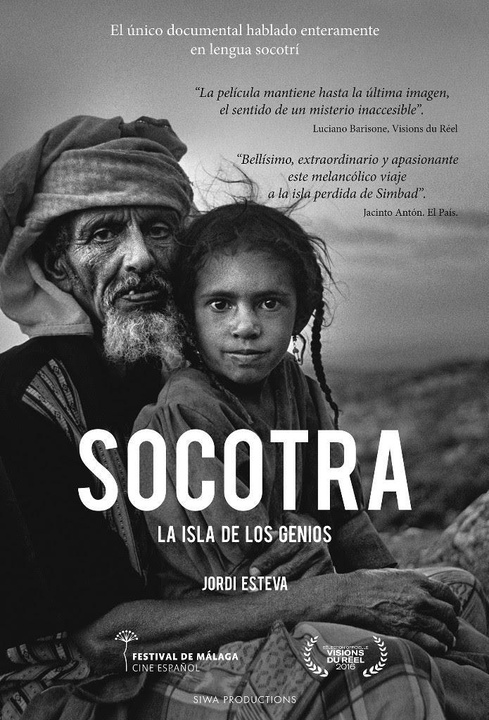 El único documental hablado enteramente
en lengua socotrí
“La película mantiene hasta la última imagen,
el sentido de un misterio inaccesible”.
Luciano Barisone, Visions du Réel
“Bellísimo, extraordinario y apasionante
este melancólico viaje
a la isla perdida de Simbad”.
Jacinto Antón. El País.
SOCOTRA
LA ISLA DE LOS GENIOS
JORDI ESTEVA
FESTIVAL DE MÁLAGA
CINE ESPAÑOL
SÉLECTION OFFICIELLE
VISIONS
DU RÉEL
2016
SIWA PRODUCTIONS